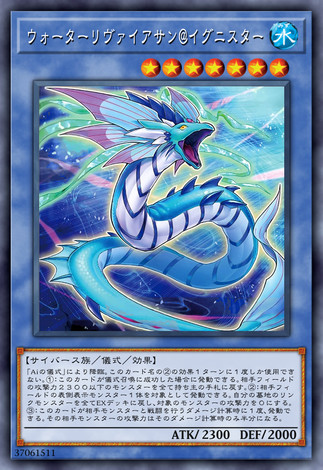 ウォーターリヴァイアサン@イグニスター
水
【サイバース族/儀式/効果】
「Aiの儀式」により降臨。このカード名の②の効果は1ターンに1度しか使用でき
ない。①:このカードが儀式召喚に成功した場合に発動できる。相手フィールド
の攻撃力2300以下のモンスターを全て持ち主の手札に戻す。②:相手フィー
ルドの表側表示モンスター1体を対象として発動できる。自分の墓地のリン
クモンスターを全てEXデッキに戻し、対象のモンスターの攻撃力を0にする。
③:このカードが相手モンスターと戦闘を行うダメージ計算時に1度、発動で
きる。その相手モンスターの攻撃力はそのダメージ計算時のみ半分になる。
ATK/2300 DEF/2000
37061511